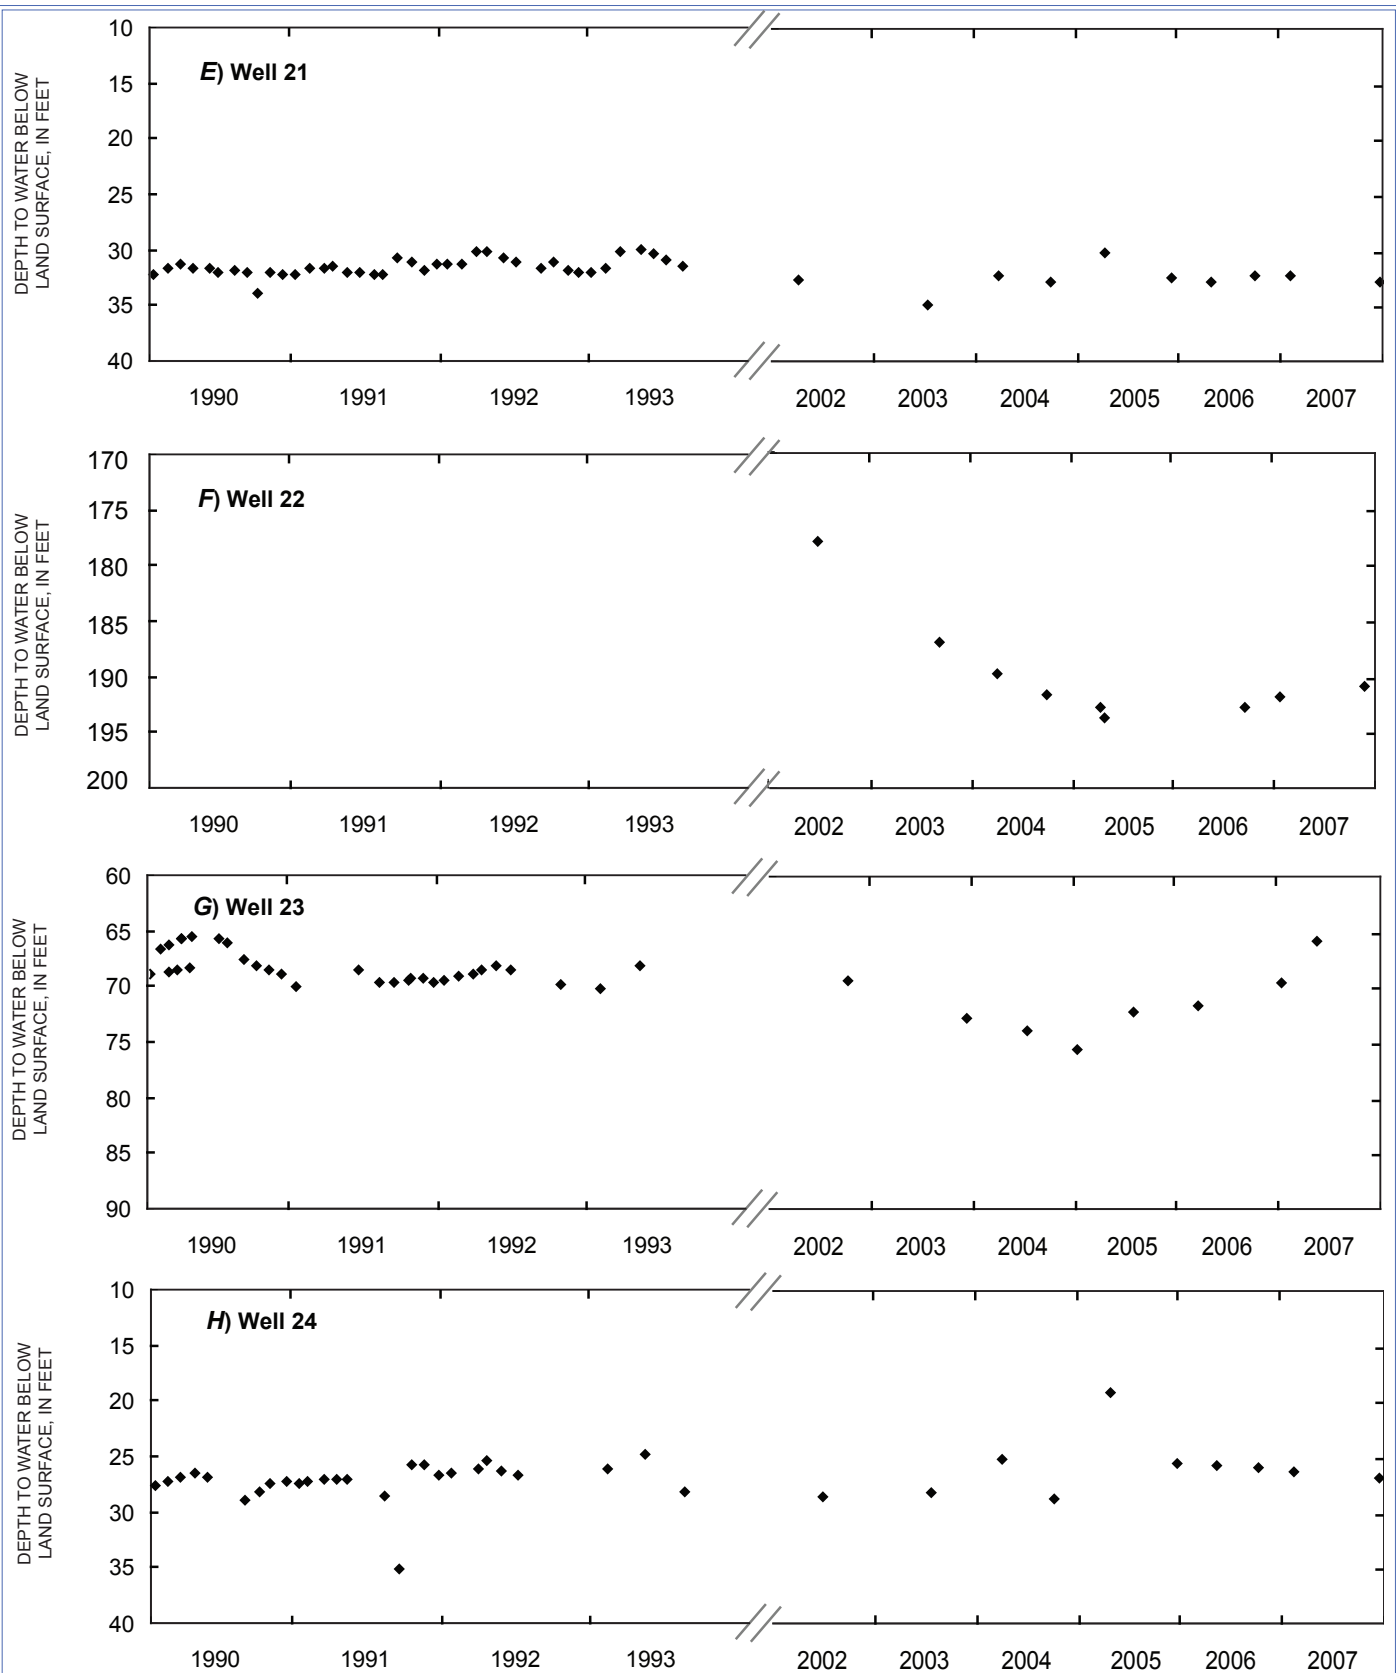 E) Well 21
DEPTH TO WATER BELOW
LAND SURFACE, IN FEET
10
15
20
25
30
35
40
1990 1991 1992 1993 2002 2003 2004 2005 2006 2007
F) Well 22
DEPTH TO WATER BELOW
LAND SURFACE, IN FEET
170
175
180
185
190
195
200
1990 1991 1992 1993 2002 2003 2004 2005 2006 2007
G) Well 23
DEPTH TO WATER BELOW
LAND SURFACE, IN FEET
60
65
70
75
80
85
90
1990 1991 1992 1993 2002 2003 2004 2005 2006 2007
H) Well 24
DEPTH TO WATER BELOW
LAND SURFACE, IN FEET
10
15
20
25
30
35
40
1990 1991 1992 1993 2002 2003 2004 2005 2006 2007